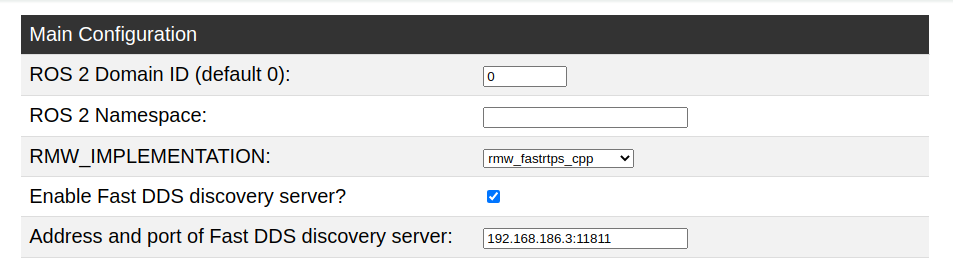 Main Configuration
ROS 2 Domain ID (default 0): 0
ROS 2 Namespace:
RMW_IMPLEMENTATION: rmw_fastrtps_cpp
Enable Fast DDS discovery server?
Address and port of Fast DDS discovery server: 192.168.186.3:11811